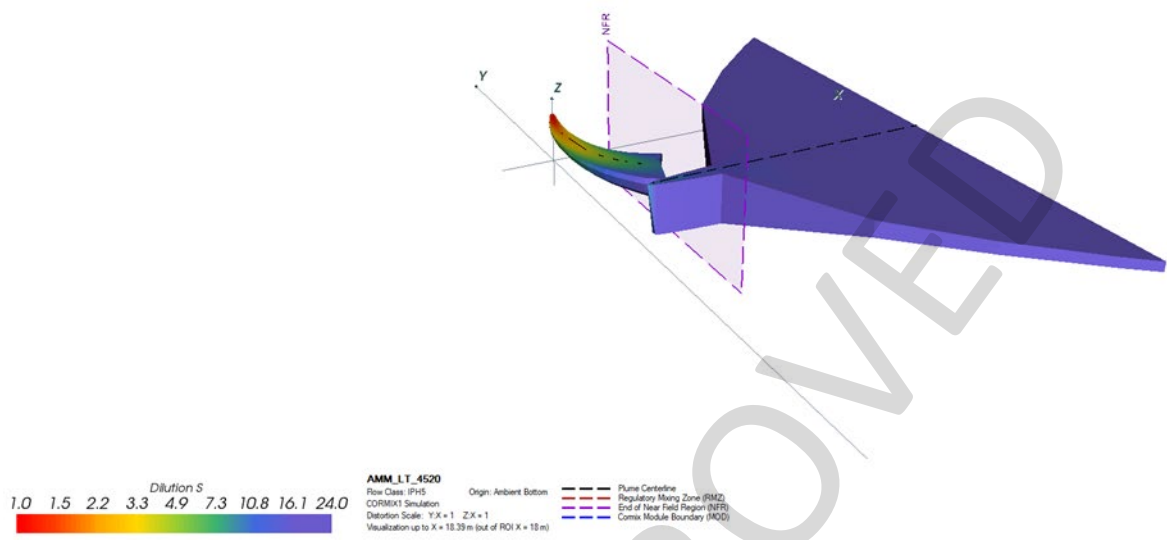 NFR
Y
Z
X
Dilution S
1.0 1.5 2.2 3.3 4.9 7.3 10.8 16.1 24.0
AMM_LT_4520
Flow Class: IPH5 Origin: Ambient Bottom
CORMIX1 Simulation
Distortion Scale: Y:X = 1 Z:X = 1
Visualization up to X = 18.39 m (out of ROI X = 18 m)
Plume Centerline
Regulatory Mixing Zone (RMZ)
End of Near Field Region (NFR)
Comix Module Boundary (MOD)
OVED